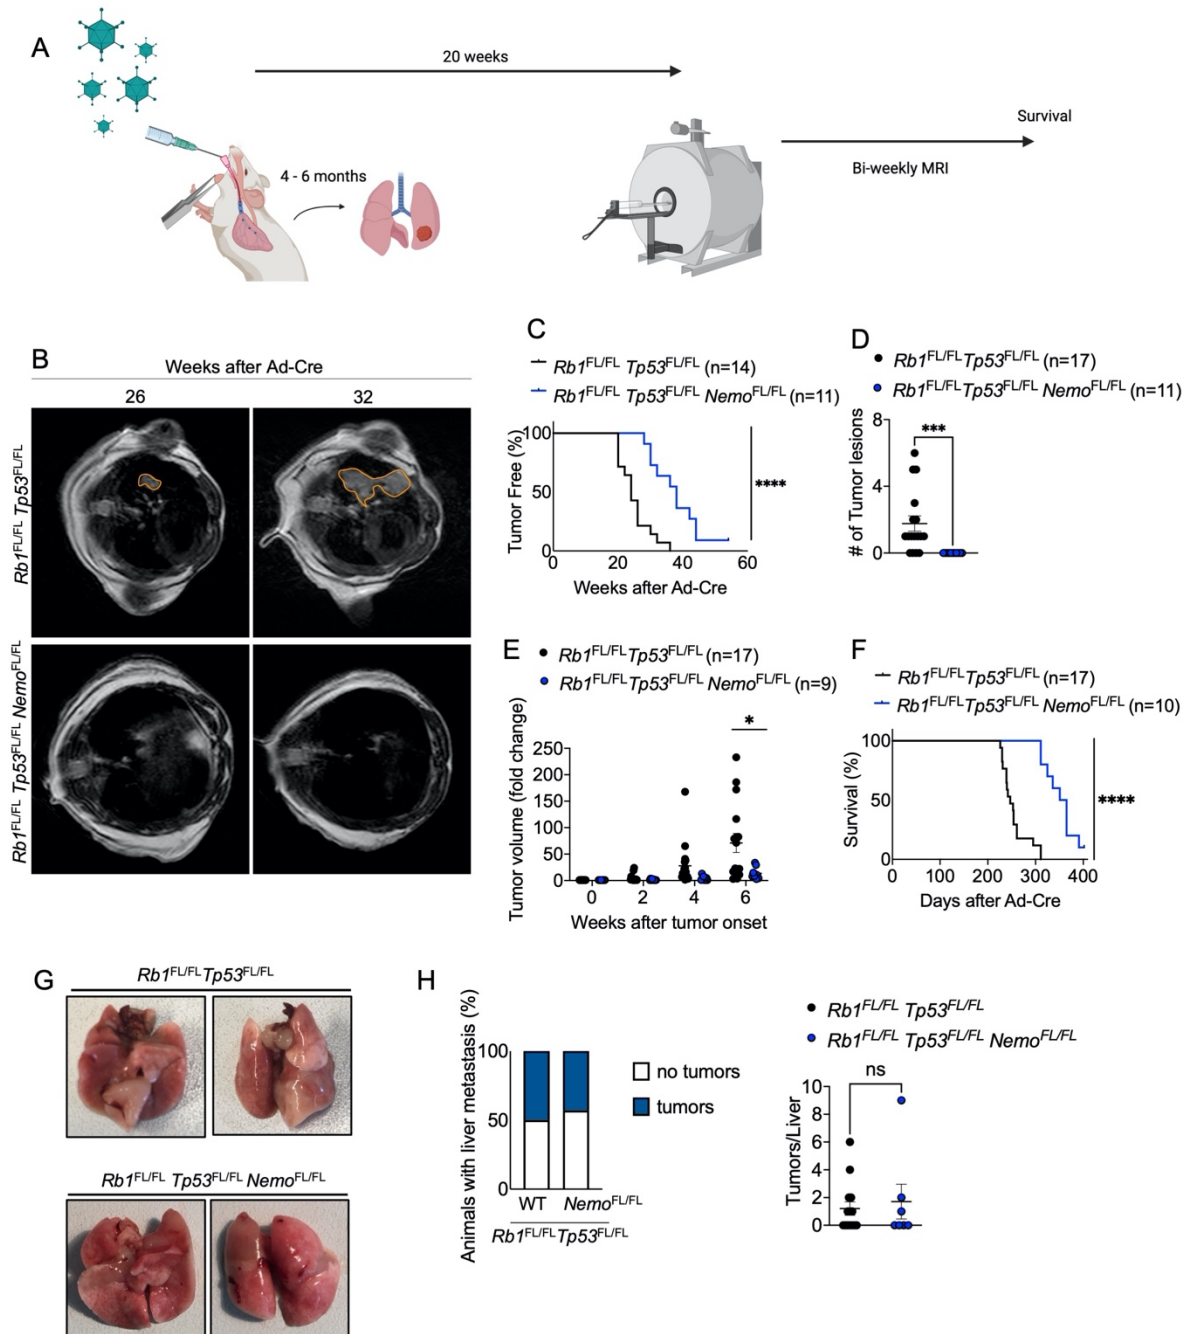 A
20 weeks
4 - 6 months
Survival
Bi-weekly MRI
B
Weeks after Ad-Cre
26
32
Rb1FL/FL Tp53FL/FL
Rb1FL/FL Tp53FL/FL NemoFL/FL
C
Rb1FL/FL Tp53FL/FL (n=14)
Rb1FL/FL Tp53FL/FL NemoFL/FL (n=11)
Tumor Free (%)
100
50
0
0 20 40 60
Weeks after Ad-Cre
****
D
Rb1FL/FLTp53FL/FL (n=17)
Rb1FL/FLTp53FL/FL NemoFL/FL (n=11)
# of Tumor lesions
8
4
0
***
E
Rb1FL/FLTp53FL/FL (n=17)
Rb1FL/FLTp53FL/FL NemoFL/FL (n=9)
Tumor volume (fold change)
250
200
150
100
50
0
*
0 2 4 6
Weeks after tumor onset
F
Rb1FL/FLTp53FL/FL (n=17)
Rb1FL/FLTp53FL/FL NemoFL/FL (n=10)
Survival (%)
100
50
0
0 100 200 300 400
Days after Ad-Cre
****
G
Rb1FL/FLTp53FL/FL
Rb1FL/FL Tp53FL/FL NemoFL/FL
H
Animals with liver metastasis (%)
100
50
0
WT NemoFL/FL
Rb1FL/FLTp53FL/FL
no tumors
tumors
Rb1FL/FL Tp53FL/FL
Rb1FL/FL Tp53FL/FL NemoFL/FL
ns
Tumors/Liver
10
8
6
4
2
0